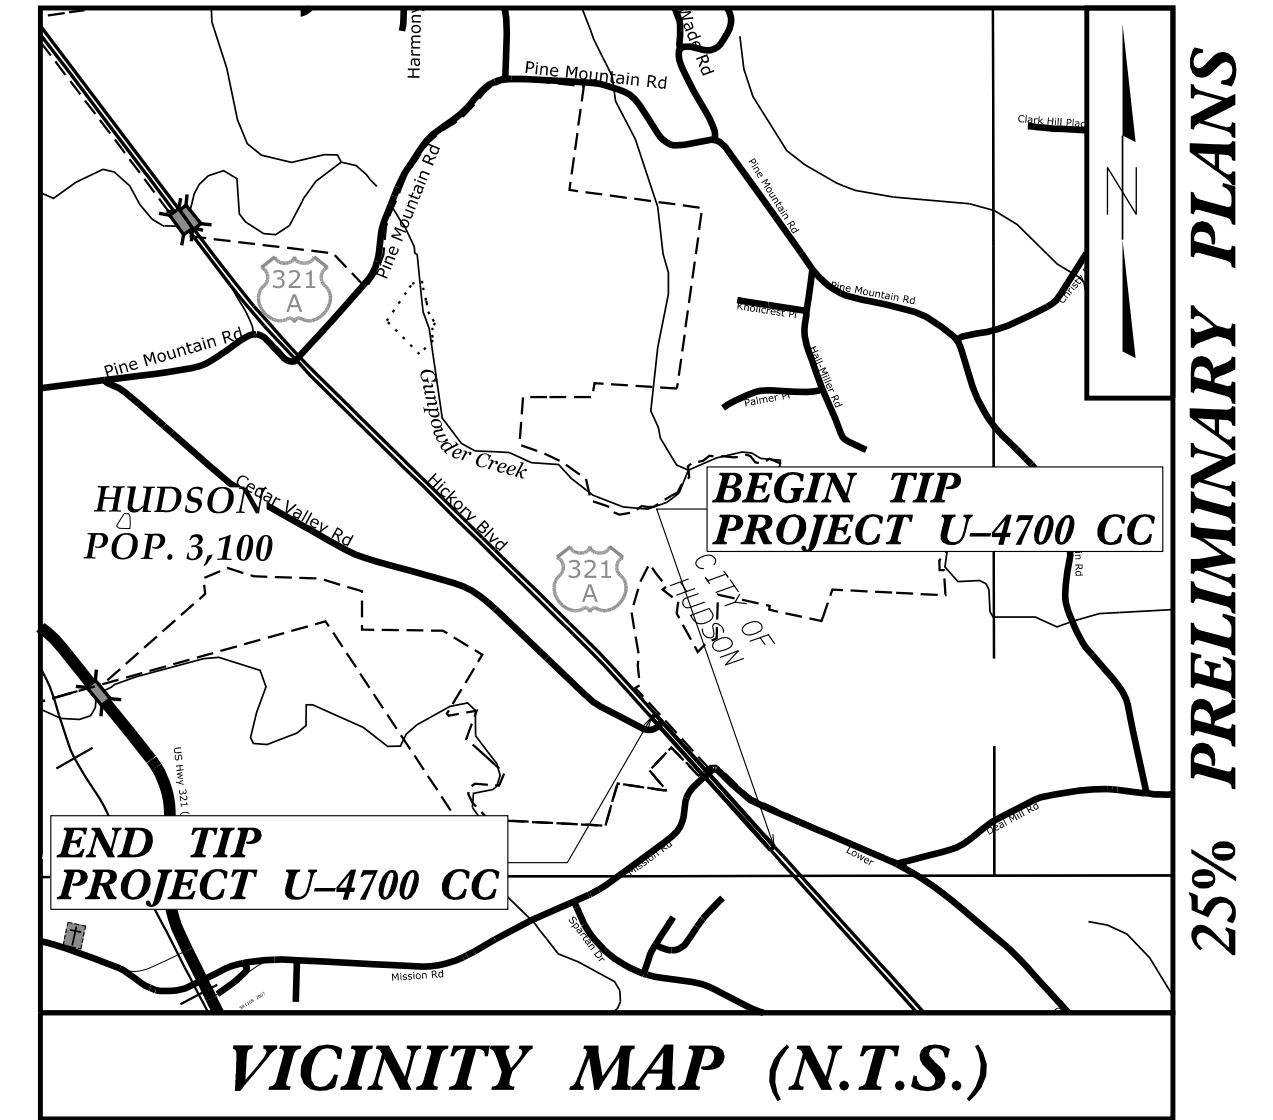 Harmony
Wade Rd
Pine Mountain Rd
Clark Hill Plac
Pine Mountain Rd
Pine Mountain Rd
N
321
A
Pine Mountain Rd
Christy
Knollcrest Pl
Pine Mountain Rd
Hall-Miller Rd
Palmer Pl
Gunpowder Creek
HUDSON
POP. 3,100
Cedar Valley Rd
Hickory Blvd
BEGIN TIP
PROJECT U–4700 CC
321
A
CITY OF
HUDSON
in Rd
US Hwy 321 (
END TIP
PROJECT U–4700 CC
Mission Rd
Lower
Deal Mill Rd
Spartan Dr
Mission Rd
VICINITY MAP (N.T.S.)
25% PRELIMINARY PLANS